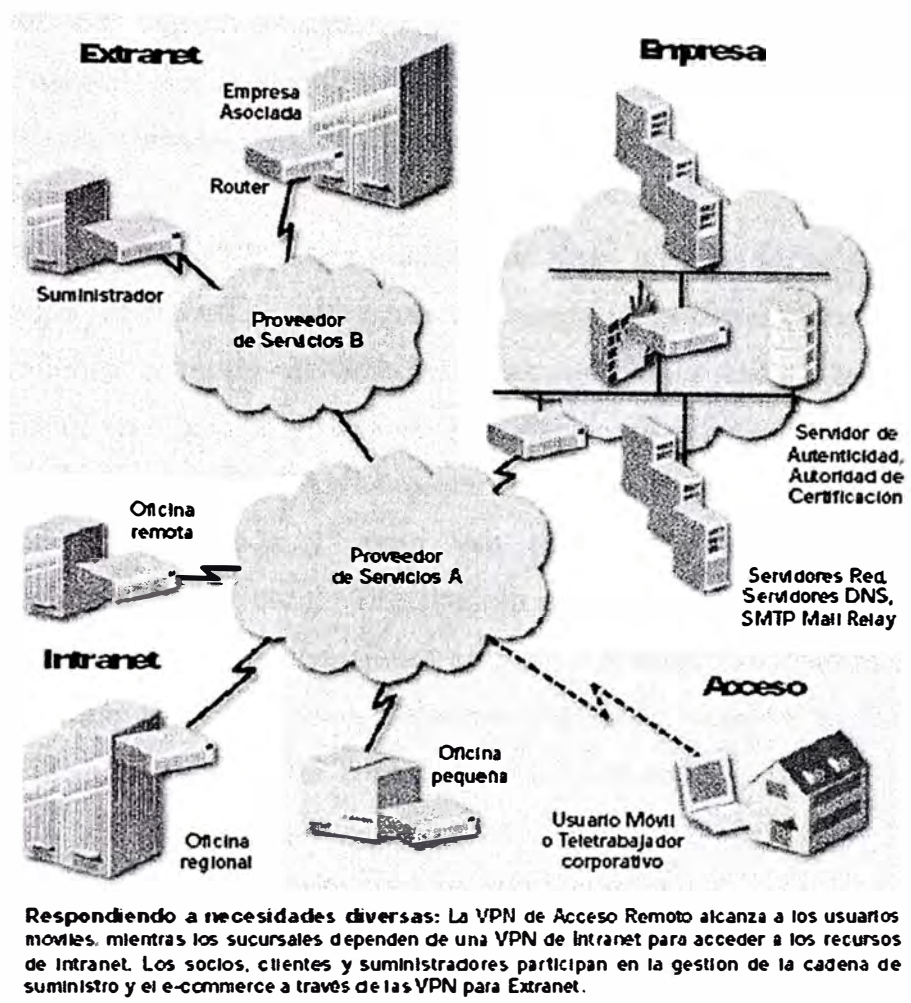 Extranet
Empresa
Empresa
Asociada
Router
Suministrador
Proveedor
de Servicios B
Servidor de
Autenticidad,
Autoridad de
Certificación
Oficina
remota
Proveedor
de Servicios A
Servidores Red,
Servidores DNS,
SMTP Mail Relay
Intranet
Acceso
Oficina
pequeña
Oficina
regional
Usuario Móvil
o Teletrabajador
corporativo
Respondiendo a necesidades diversas: La VPN de Acceso Remoto alcanza a los usuarios
móviles, mientras los sucursales dependen de una VPN de Intranet para acceder a los recursos
de Intranet. Los socios, clientes y suministradores participan en la gestion de la cadena de
suministro y el e-commerce a través de las VPN para Extranet.